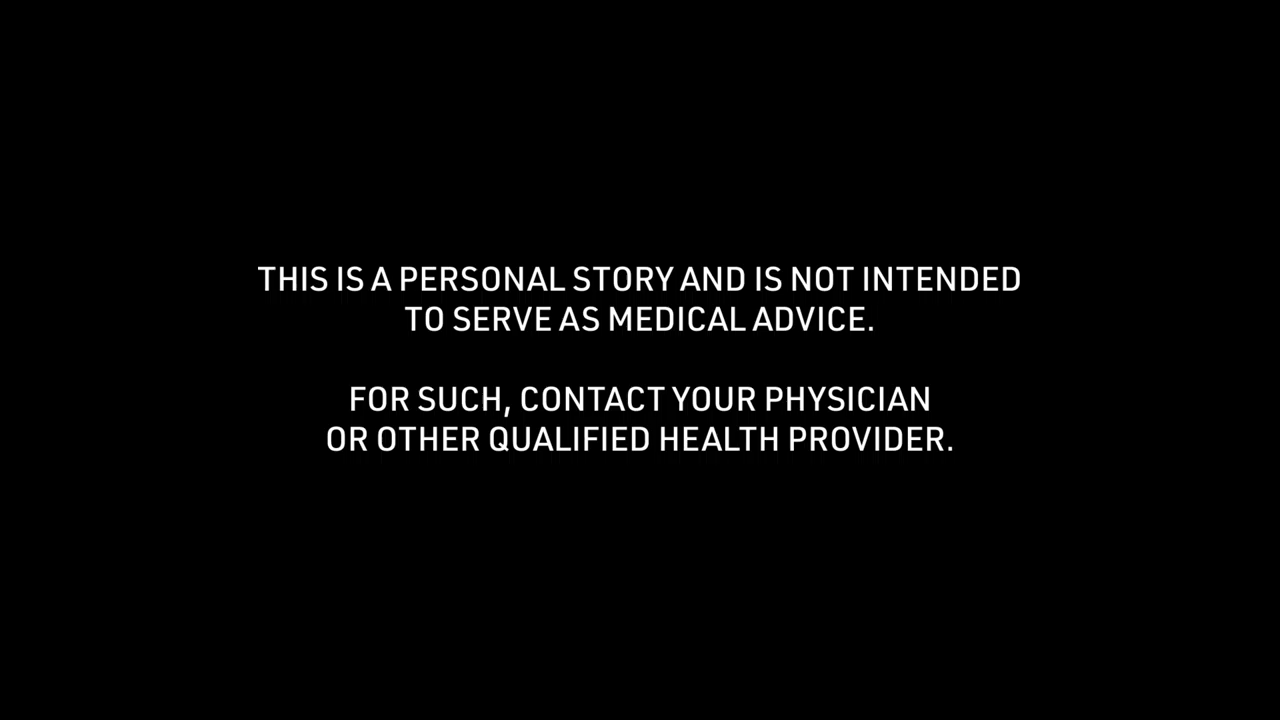 THIS IS A PERSONAL STORY AND IS NOT INTENDED
TO SERVE AS MEDICAL ADVICE.
FOR SUCH, CONTACT YOUR PHYSICIAN
OR OTHER QUALIFIED HEALTH PROVIDER.